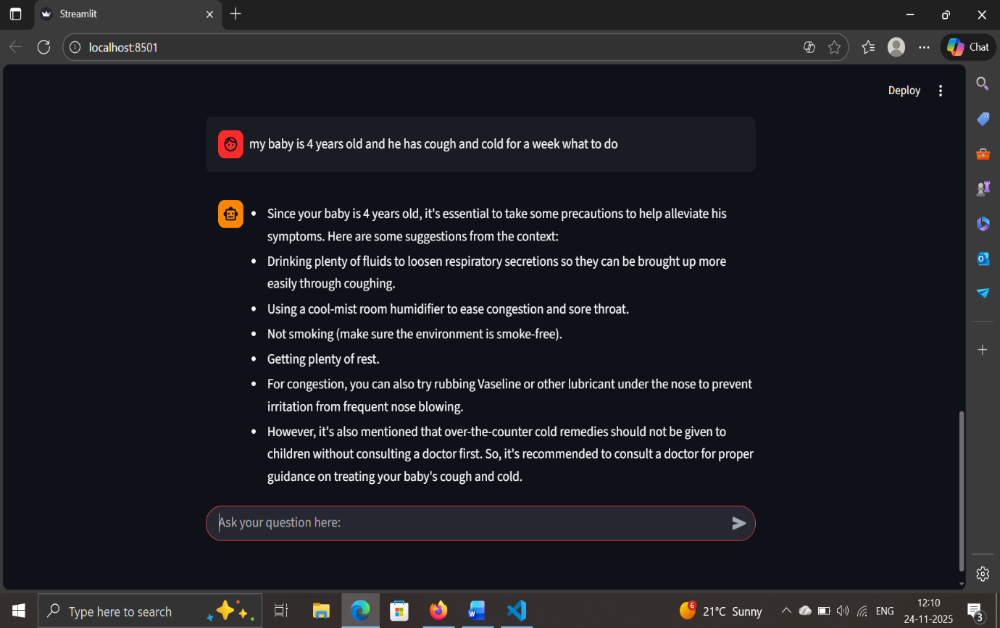 Streamlit
localhost:8501
Chat
Deploy
my baby is 4 years old and he has cough and cold for a week what to do
• Since your baby is 4 years old, it's essential to take some precautions to help alleviate his
symptoms. Here are some suggestions from the context:
• Drinking plenty of fluids to loosen respiratory secretions so they can be brought up more
easily through coughing.
• Using a cool-mist room humidifier to ease congestion and sore throat.
• Not smoking (make sure the environment is smoke-free).
• Getting plenty of rest.
• For congestion, you can also try rubbing Vaseline or other lubricant under the nose to prevent
irritation from frequent nose blowing.
• However, it's also mentioned that over-the-counter cold remedies should not be given to
children without consulting a doctor first. So, it's recommended to consult a doctor for proper
guidance on treating your baby's cough and cold.
Ask your question here:
Type here to search
6
21°C Sunny
ENG
12:10
24-11-2025
3